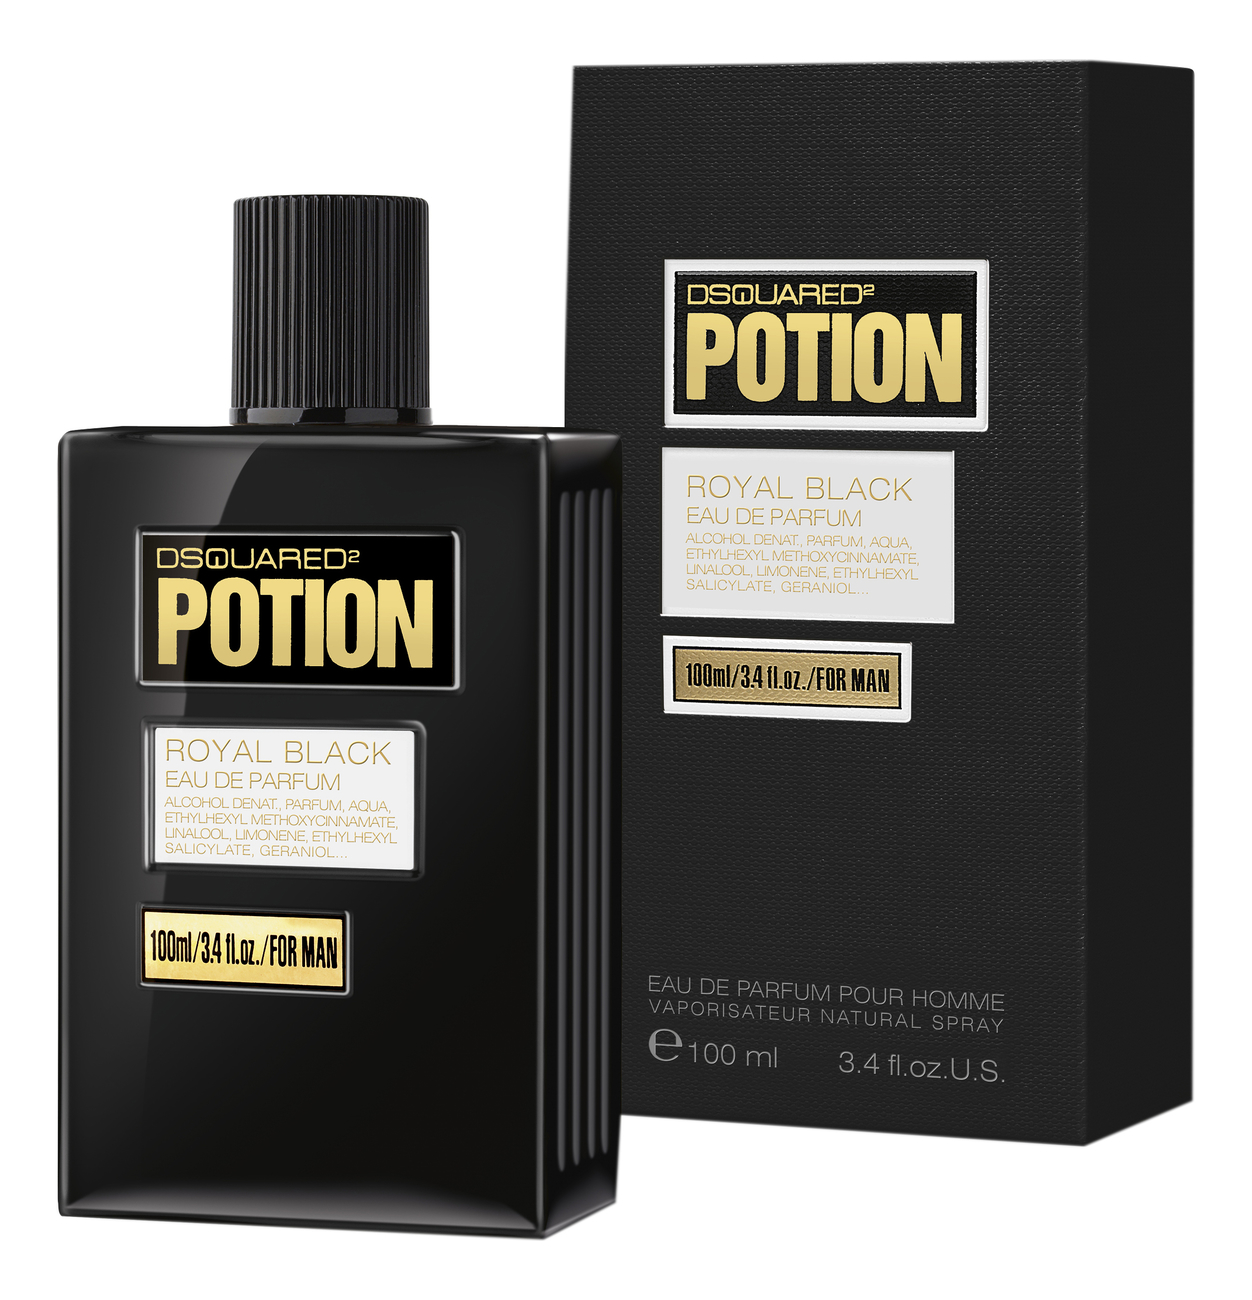 DSQUARED²
POTION
ROYAL BLACK
EAU DE PARFUM
ALCOHOL DENAT., PARFUM, AQUA,
ETHYLHEXYL METHOXYCINNAMATE,
LINALOOL, LIMONENE, ETHYLHEXYL
SALICYLATE, GERANIOL...
100ml/3.4 fl.oz./FOR MAN
DSQUARED²
POTION
ROYAL BLACK
EAU DE PARFUM
ALCOHOL DENAT., PARFUM, AQUA,
ETHYLHEXYL METHOXYCINNAMATE,
LINALOOL, LIMONENE, ETHYLHEXYL
SALICYLATE, GERANIOL...
100ml/3.4 fl.oz./FOR MAN
EAU DE PARFUM POUR HOMME
VAPORISATEUR NATURAL SPRAY
℮100 ml 3.4 fl.oz.U.S.